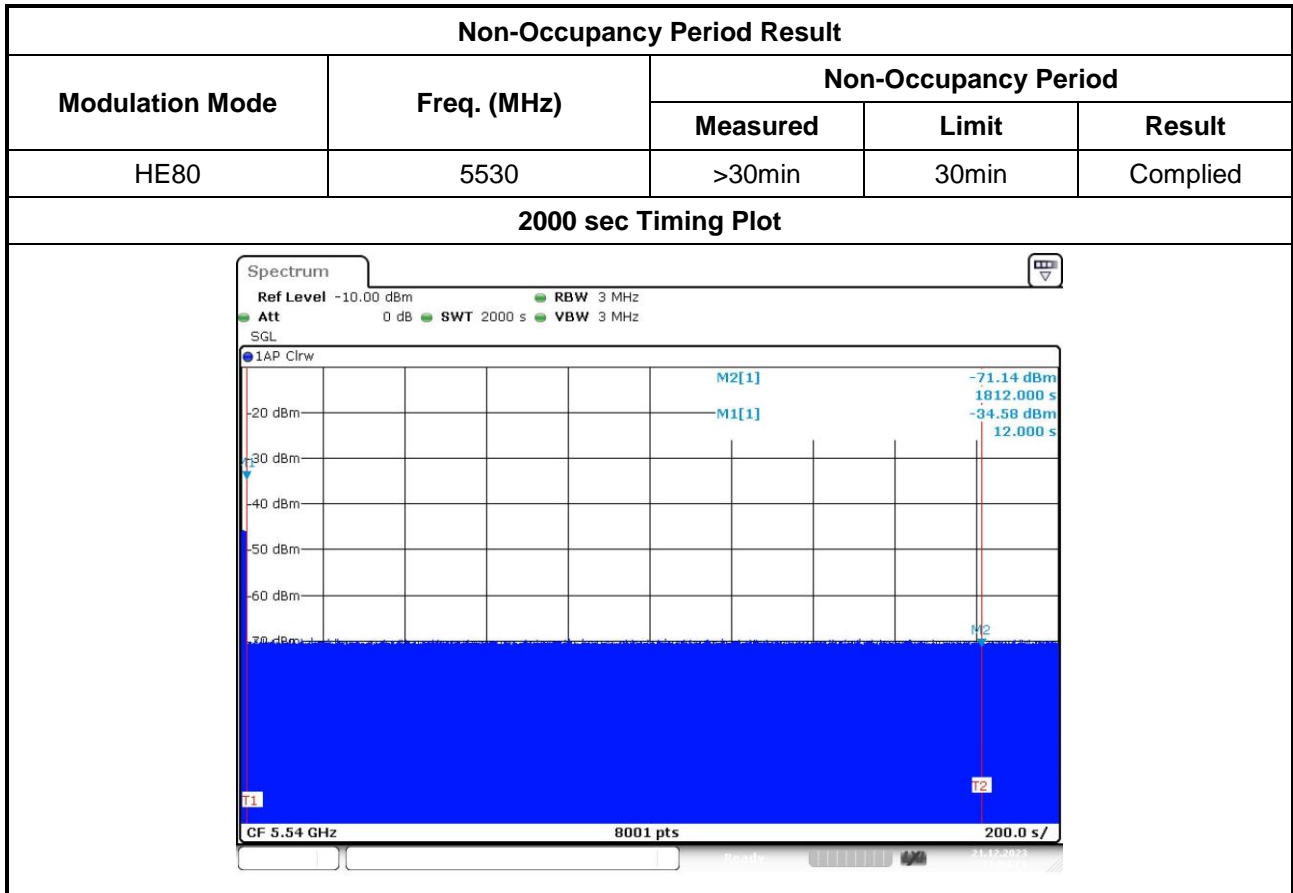 Non-Occupancy Period Result
Modulation Mode
Freq. (MHz)
Non-Occupancy Period
Measured
Limit
Result
HE80
5530
>30min
30min
Complied
2000 sec Timing Plot
Spectrum
Ref Level -10.00 dBm RBW 3 MHz
Att 0 dB SWT 2000 s VBW 3 MHz
SGL
1AP Clrw
M2[1] -71.14 dBm
1812.000 s
-20 dBm M1[1] -34.58 dBm
12.000 s
M1
-30 dBm
-40 dBm
-50 dBm
-60 dBm
-70 dBm
M2
T2
T1
CF 5.54 GHz 8001 pts 200.0 s/
Ready
21.12.2023